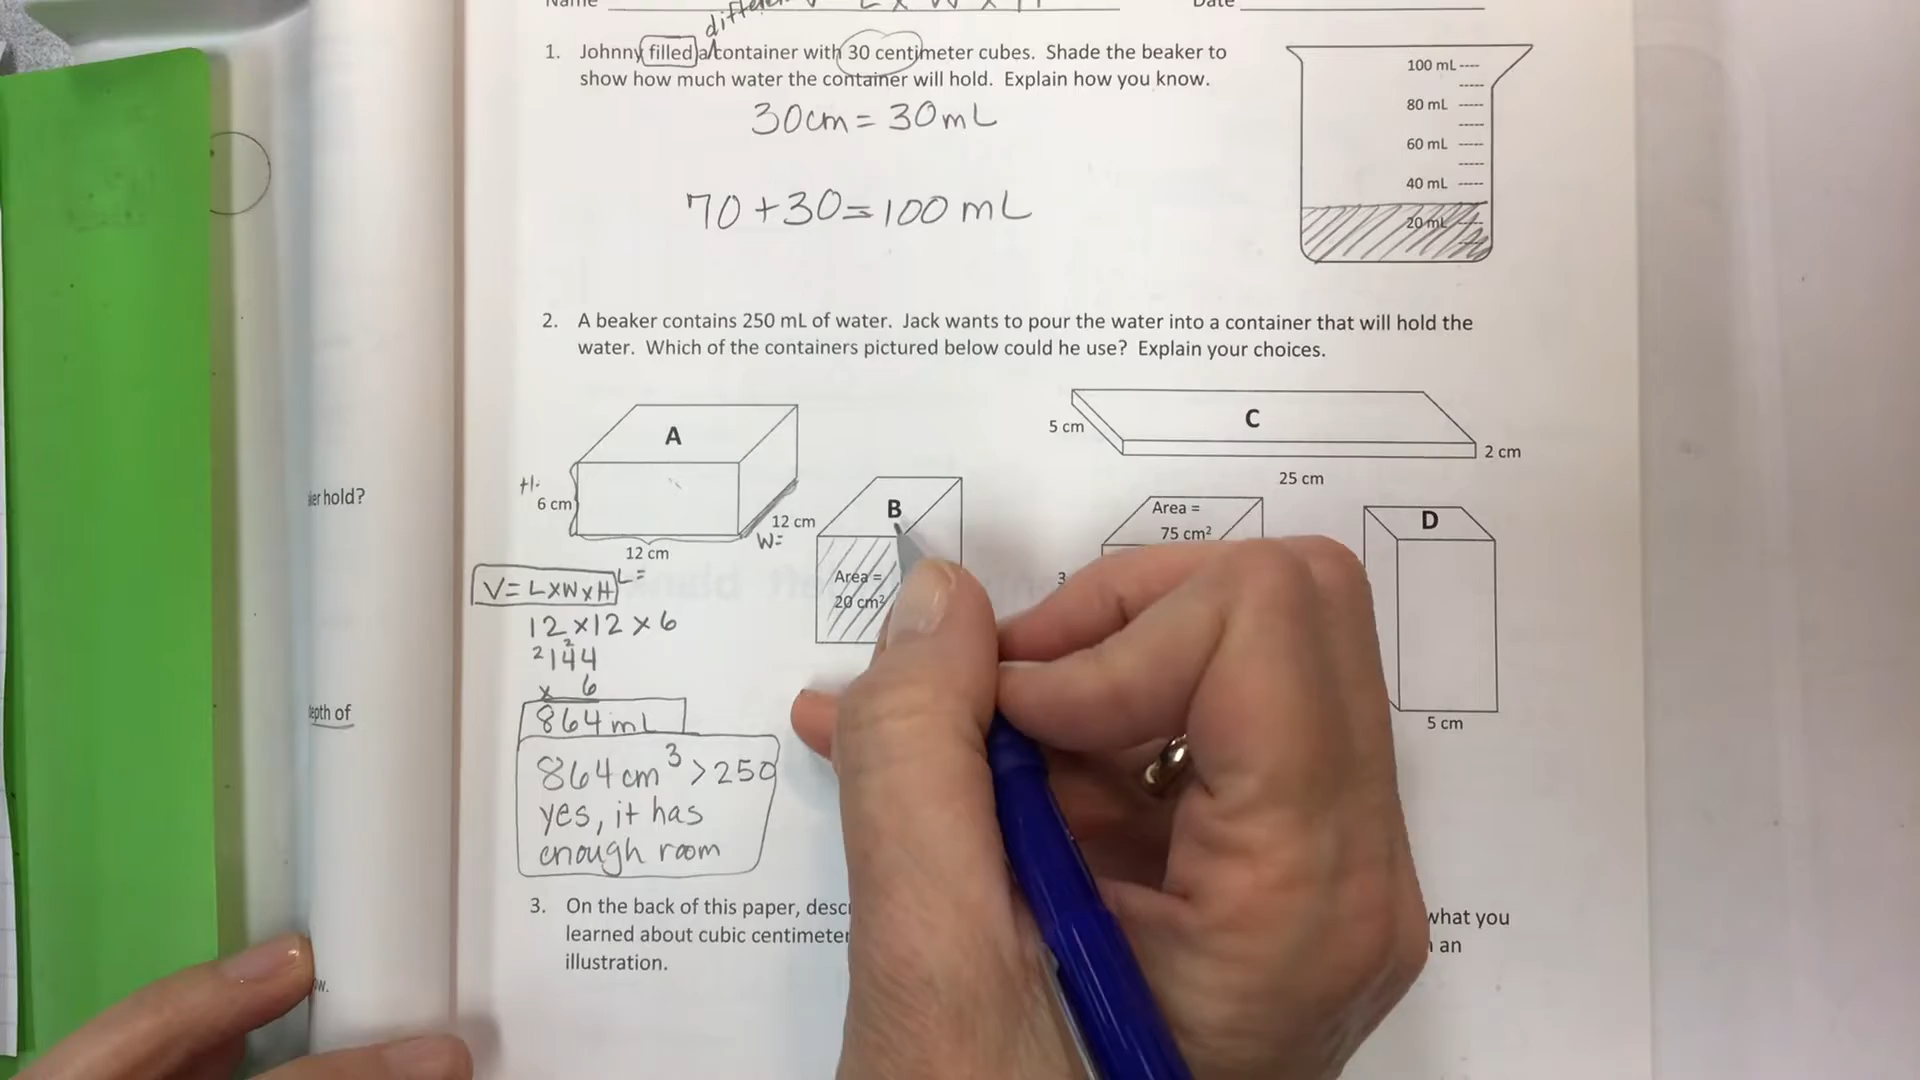 Name
Date
different
L x W x H
1. Johnny filled a container with 30 centimeter cubes. Shade the beaker to
show how much water the container will hold. Explain how you know.
30cm = 30mL
70 + 30 = 100 mL
100 mL
80 mL
60 mL
40 mL
20 mL
2. A beaker contains 250 mL of water. Jack wants to pour the water into a container that will hold the
water. Which of the containers pictured below could he use? Explain your choices.
A
H.
6 cm
12 cm
W=
12 cm
L=
B
Area =
20 cm²
C
5 cm
2 cm
25 cm
Area =
75 cm²
3
D
5 cm
V= LxWxH
12 x12 x 6
2
2 144
x 6
864 mL
864 cm³ > 250
yes, it has
enough room
3. On the back of this paper,
what you
learned about cubic
an
illustration.
hold?
of